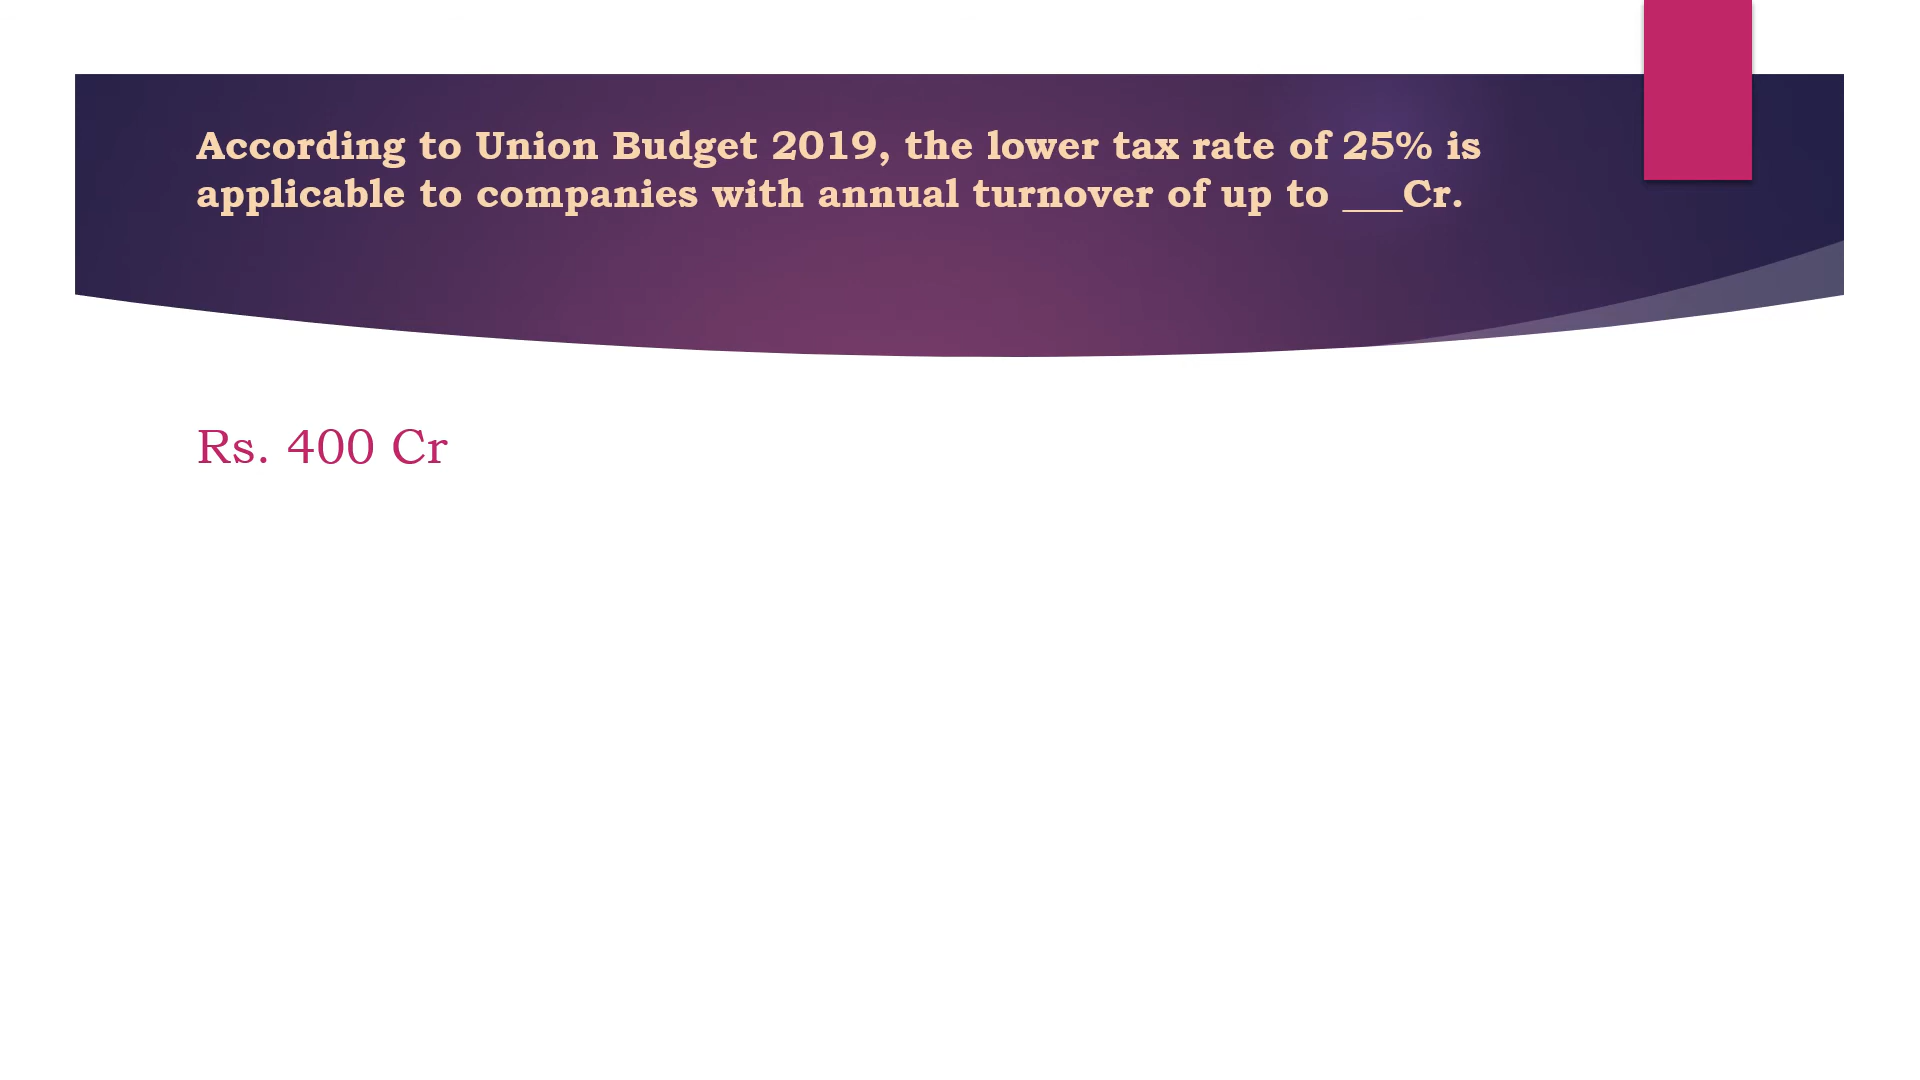 According to Union Budget 2019, the lower tax rate of 25% is
applicable to companies with annual turnover of up to ___Cr.
Rs. 400 Cr